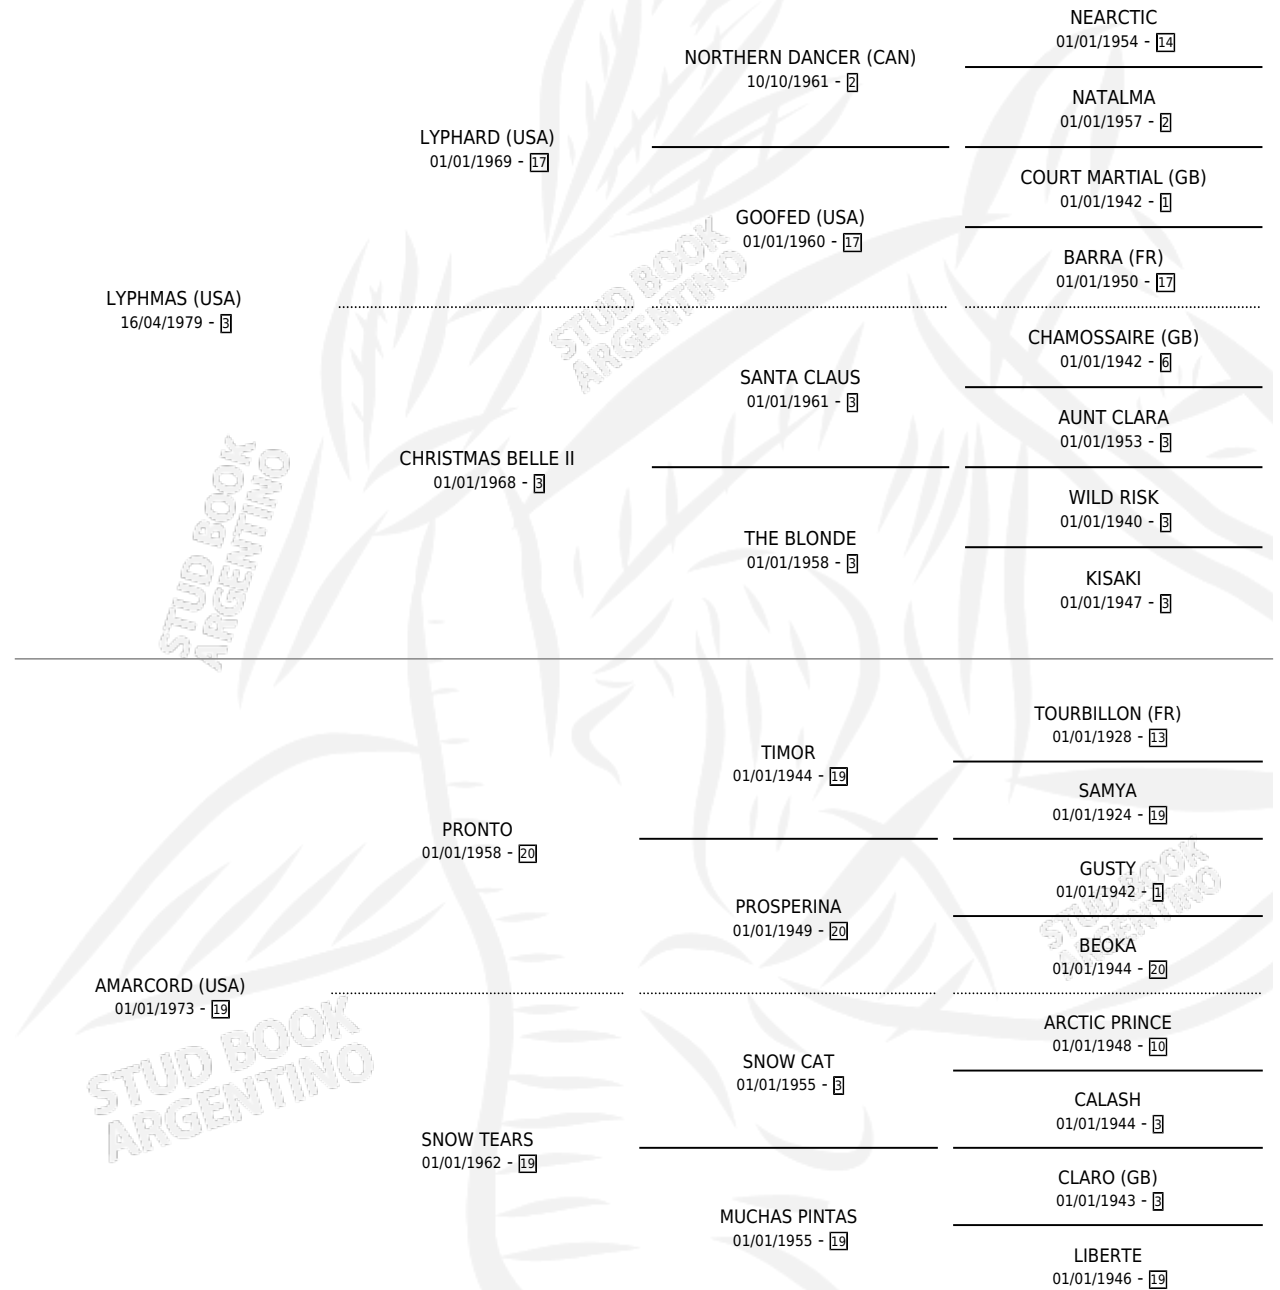 NEARCTIC
01/01/1954 - 14
NORTHERN DANCER (CAN)
10/10/1961 - 2
NATALMA
01/01/1957 - 2
LYPHARD (USA)
01/01/1969 - 17
COURT MARTIAL (GB)
01/01/1942 - 1
GOOFED (USA)
01/01/1960 - 17
BARRA (FR)
01/01/1950 - 17
LYPHMAS (USA)
16/04/1979 - 3
STUD BOOK
ARGENTINO
CHAMOSSAIRE (GB)
01/01/1942 - 6
SANTA CLAUS
01/01/1961 - 3
AUNT CLARA
01/01/1953 - 3
CHRISTMAS BELLE II
01/01/1968 - 3
WILD RISK
01/01/1940 - 3
THE BLONDE
01/01/1958 - 3
KISAKI
01/01/1947 - 3
STUD BOOK
ARGENTINO
TOURBILLON (FR)
01/01/1928 - 13
TIMOR
01/01/1944 - 19
SAMYA
01/01/1924 - 19
PRONTO
01/01/1958 - 20
GUSTY
01/01/1942 - 1
PROSPERINA
01/01/1949 - 20
BEOKA
01/01/1944 - 20
STUD BOOK
ARGENTINO
AMARCORD (USA)
01/01/1973 - 19
ARCTIC PRINCE
01/01/1948 - 10
SNOW CAT
01/01/1955 - 3
CALASH
01/01/1944 - 3
STUD BOOK
ARGENTINO
SNOW TEARS
01/01/1962 - 19
CLARO (GB)
01/01/1943 - 3
MUCHAS PINTAS
01/01/1955 - 19
LIBERTE
01/01/1946 - 19